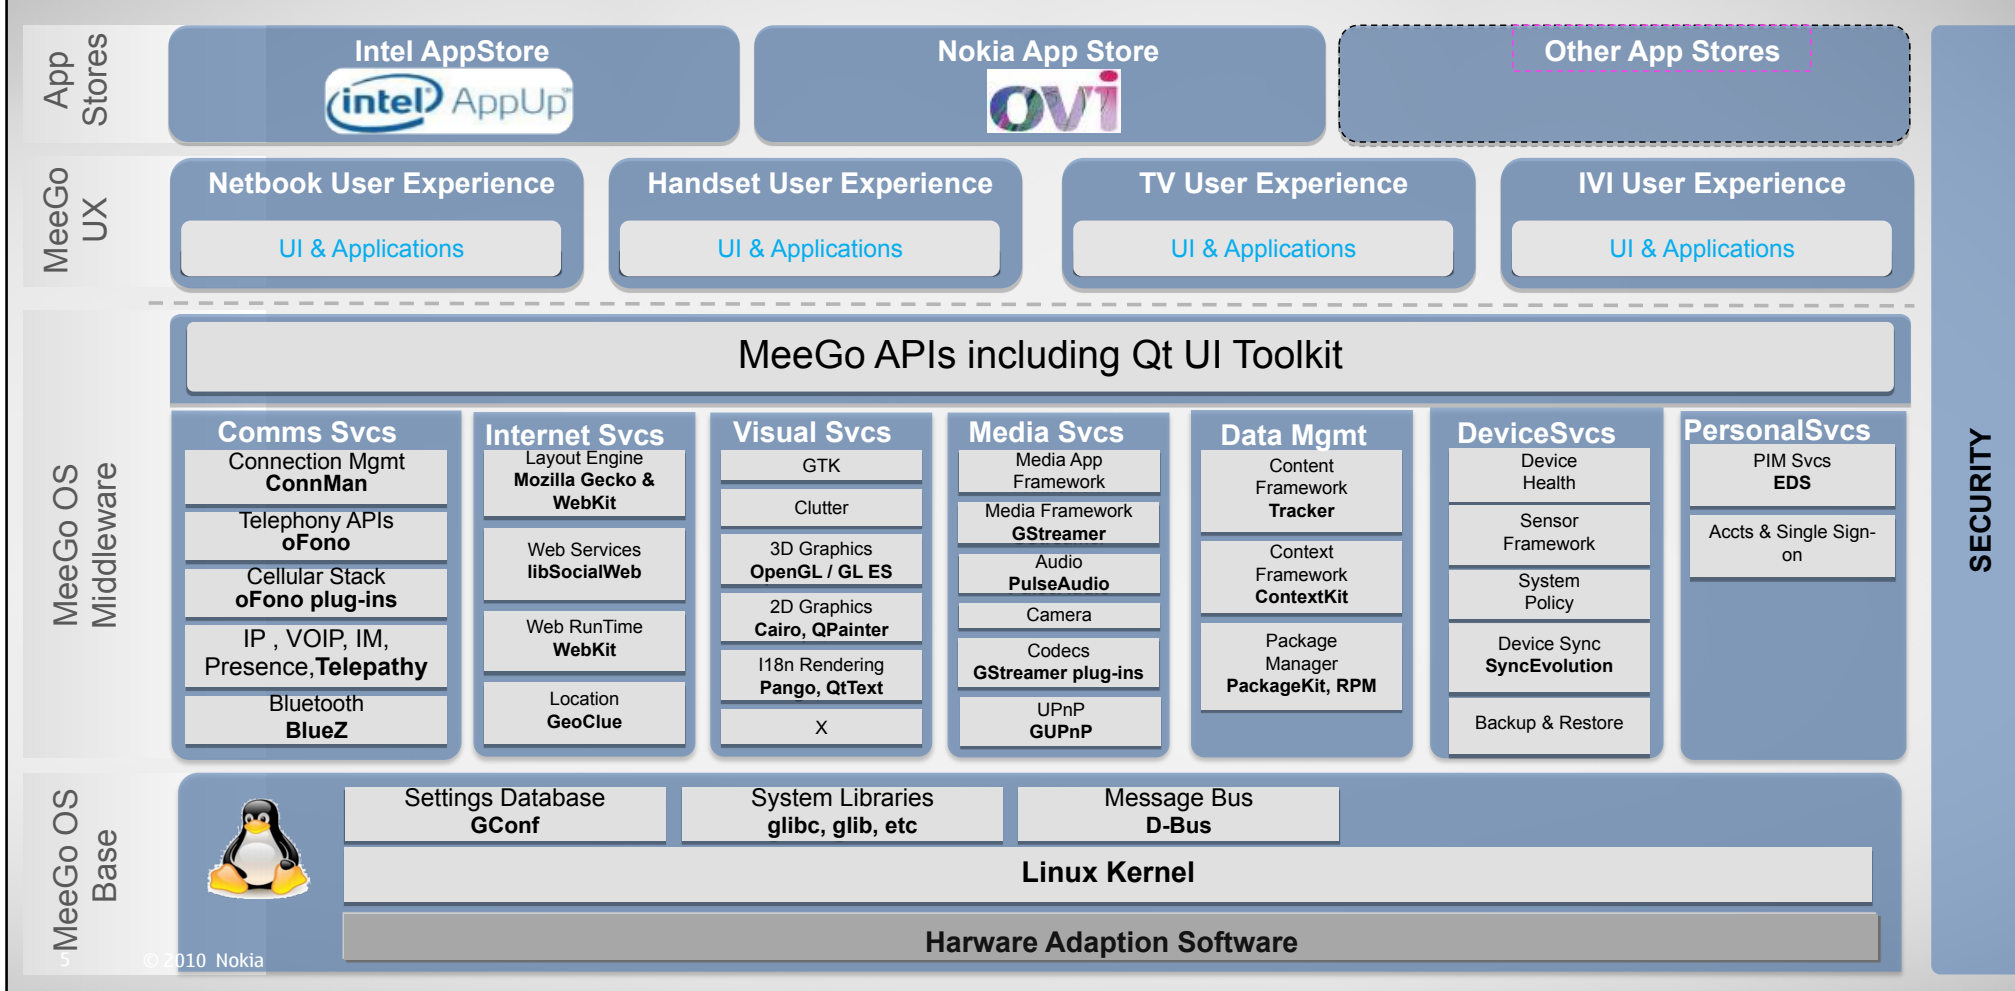 App
Stores
Intel AppStore
intel AppUp
Nokia App Store
ovi
Other App Stores
MeeGo
UX
Netbook User Experience
UI & Applications
Handset User Experience
UI & Applications
TV User Experience
UI & Applications
IVI User Experience
UI & Applications
MeeGo OS
Middleware
MeeGo APIs including Qt UI Toolkit
Comms Svcs
Connection Mgmt
ConnMan
Telephony APIs
oFono
Cellular Stack
oFono plug-ins
IP , VOIP, IM,
Presence,Telepathy
Bluetooth
BlueZ
Internet Svcs
Layout Engine
Mozilla Gecko &
WebKit
Web Services
libSocialWeb
Web RunTime
WebKit
Location
GeoClue
Visual Svcs
GTK
Clutter
3D Graphics
OpenGL / GL ES
2D Graphics
Cairo, QPainter
I18n Rendering
Pango, QtText
X
Media Svcs
Media App
Framework
Media Framework
GStreamer
Audio
PulseAudio
Camera
Codecs
GStreamer plug-ins
UPnP
GUPnP
Data Mgmt
Content
Framework
Tracker
Context
Framework
ContextKit
Package
Manager
PackageKit, RPM
DeviceSvcs
Device
Health
Sensor
Framework
System
Policy
Device Sync
SyncEvolution
Backup & Restore
PersonalSvcs
PIM Svcs
EDS
Accts & Single Sign-
on
MeeGo OS
Base
Settings Database
GConf
System Libraries
glibc, glib, etc
Message Bus
D-Bus
Linux Kernel
Harware Adaption Software
SECURITY
5 © 2010 Nokia